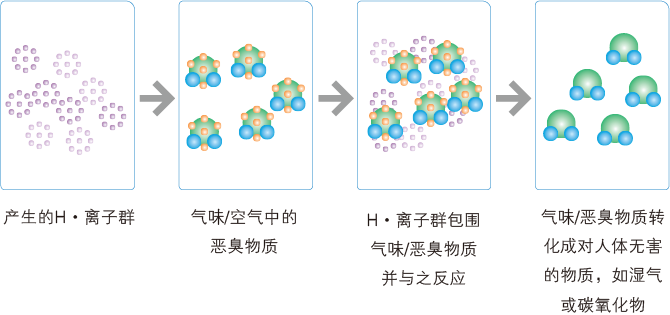 产生的H·离子群
气味/空气中的
恶臭物质
H·离子群包围
气味/恶臭物质
并与之反应
气味/恶臭物质转
化成对人体无害
的物质，如湿气
或碳氧化物